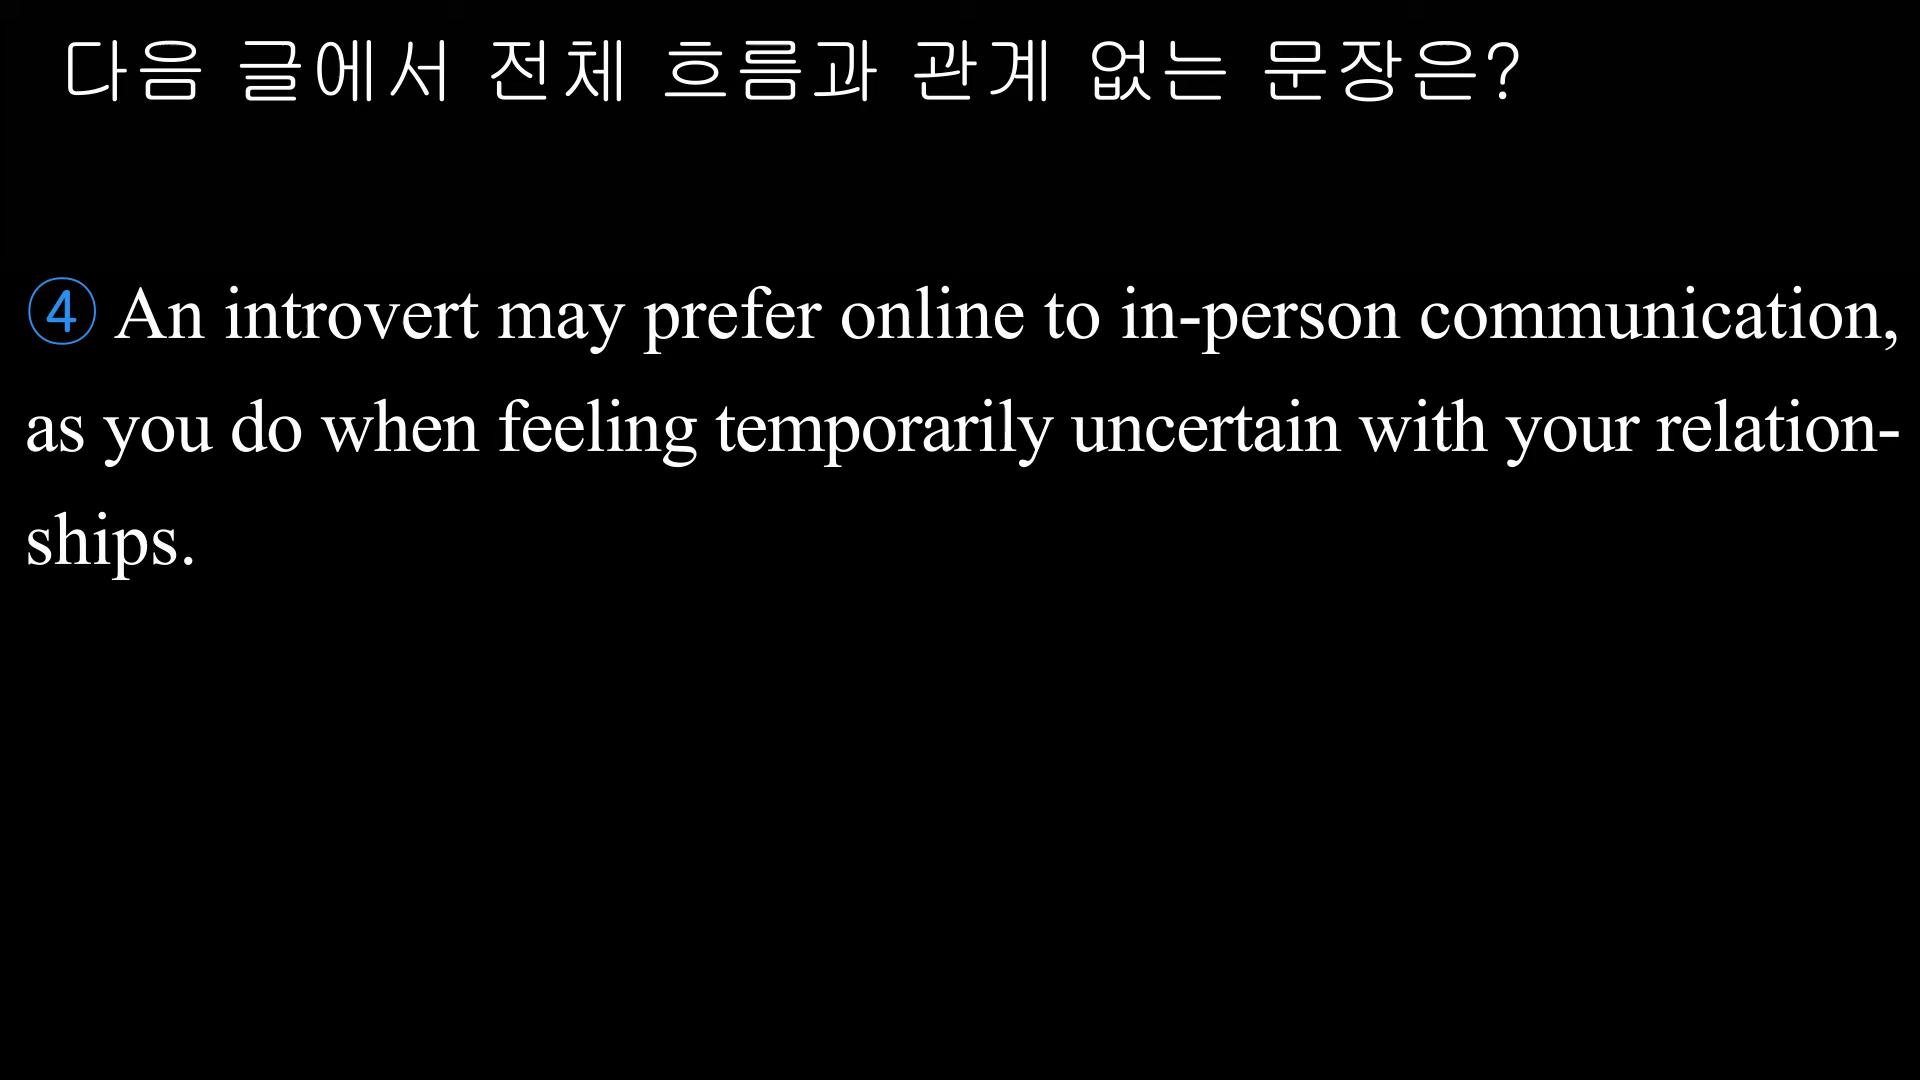 다음 글에서 전체 흐름과 관계 없는 문장은?
④ An introvert may prefer online to in-person communication,
as you do when feeling temporarily uncertain with your relation-
ships.